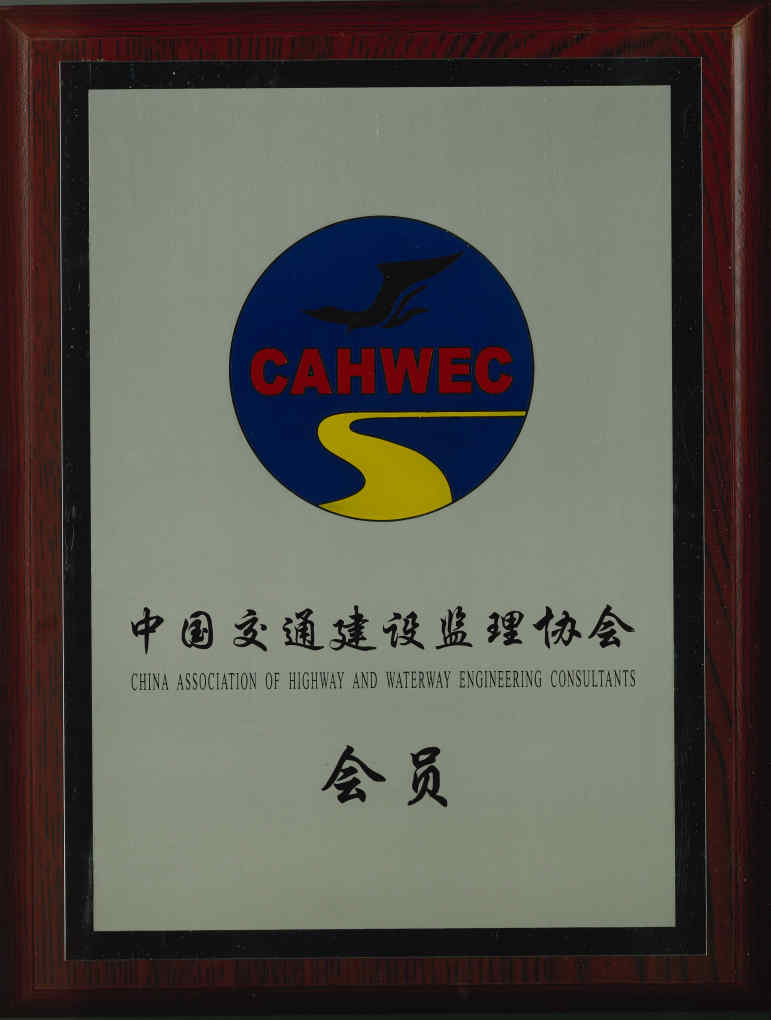 CAHWEC
中国交通建设监理协会
CHINA ASSOCIATION OF HIGHWAY AND WATERWAY ENGINEERING CONSULTANTS
会员